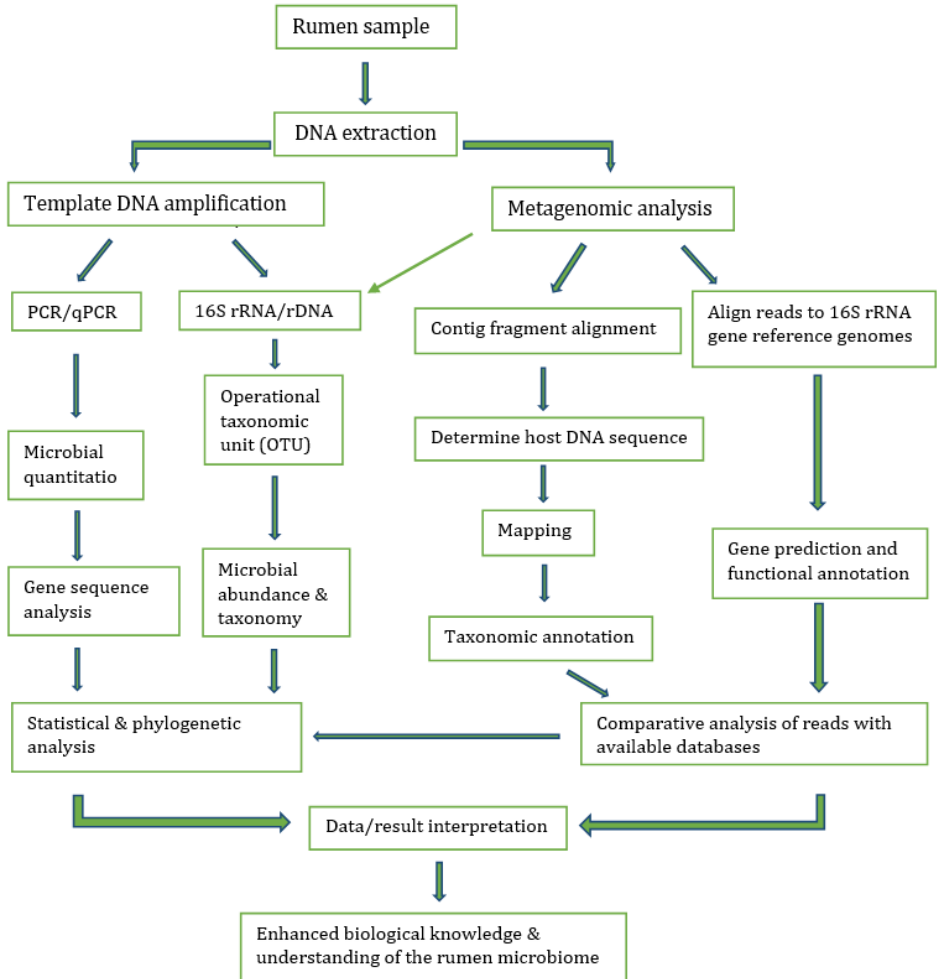 Rumen sample
DNA extraction
Template DNA amplification
Metagenomic analysis
PCR/qPCR
16S rRNA/rDNA
Contig fragment alignment
Align reads to 16S rRNA
gene reference genomes
Operational
taxonomic
unit (OTU)
Determine host DNA sequence
Microbial
quantitatio
Mapping
Gene prediction and
functional annotation
Gene sequence
analysis
Microbial
abundance &
taxonomy
Taxonomic annotation
Statistical & phylogenetic
analysis
Comparative analysis of reads with
available databases
Data/result interpretation
Enhanced biological knowledge &
understanding of the rumen microbiome